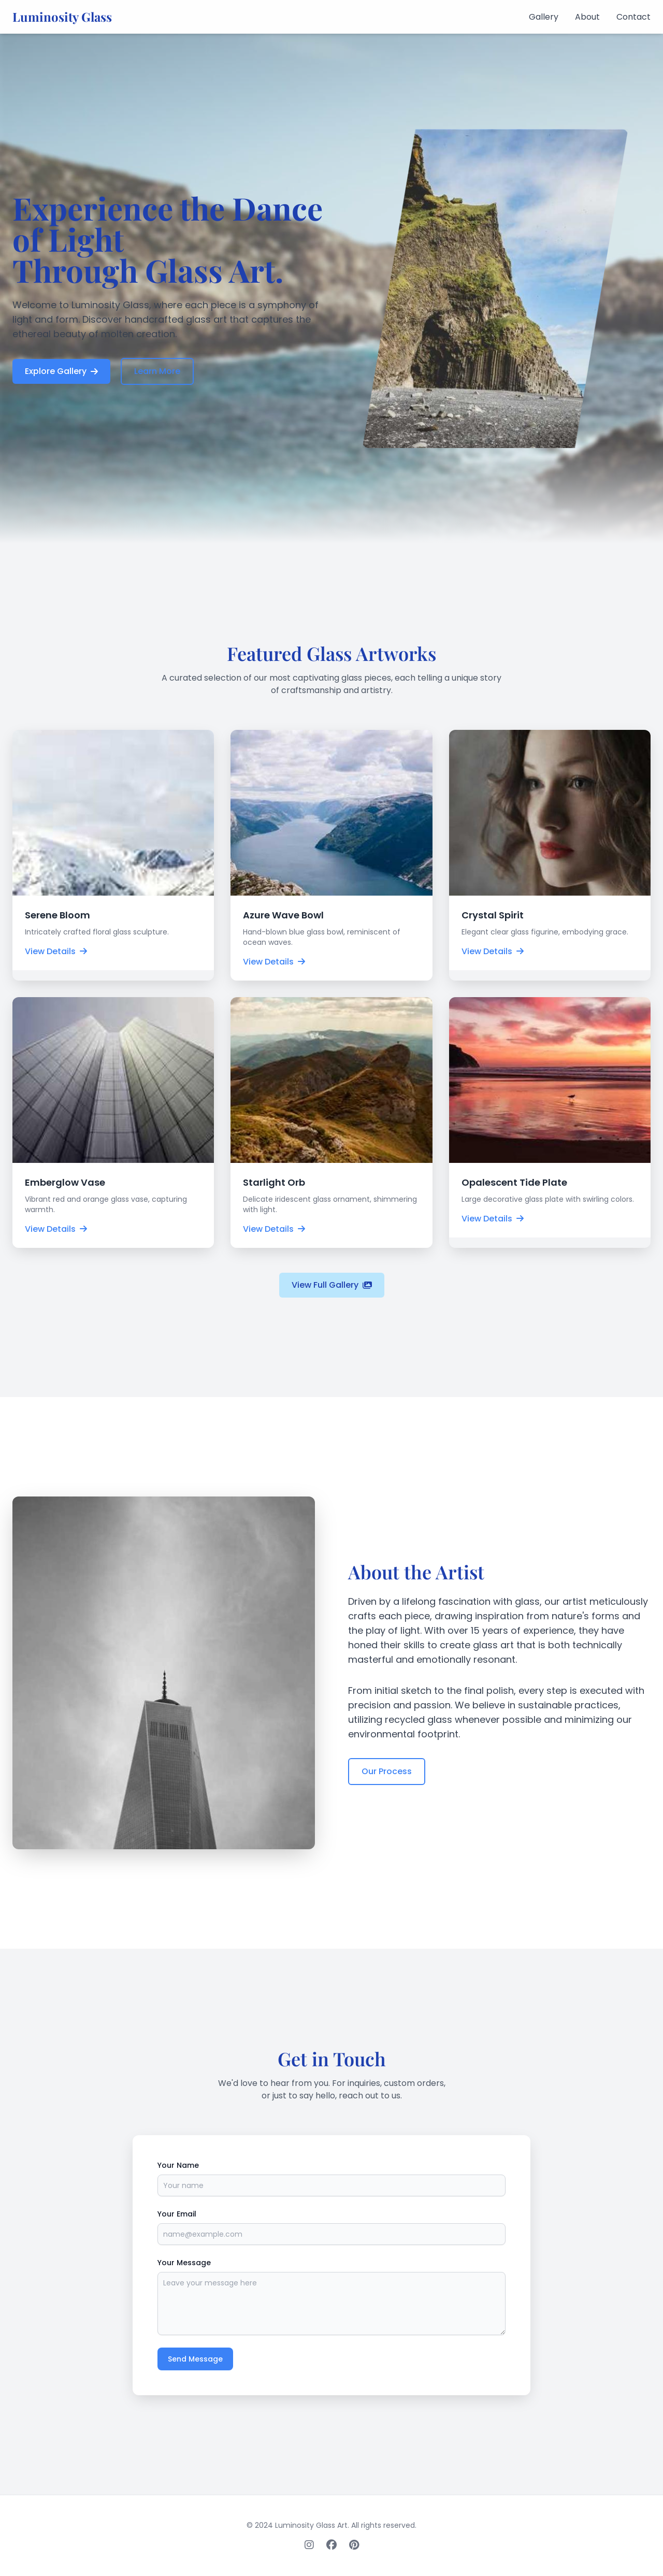 Luminosity Glass
Gallery About Contact
Experience the Dance
of Light
Through Glass Art.
Welcome to Luminosity Glass, where each piece is a symphony of
light and form. Discover handcrafted glass art that captures the
ethereal beauty of molten creation.
Explore Gallery
Featured Glass Artworks
A curated selection of our most captivating glass pieces, each telling a unique story
of craftsmanship and artistry.
Serene Bloom
Intricately crafted floral glass sculpture.
View Details
Azure Wave Bowl
Hand-blown blue glass bowl, reminiscent of
ocean waves.
View Details
Crystal Spirit
Elegant clear glass figurine, embodying grace.
View Details
Emberglow Vase
Vibrant red and orange glass vase, capturing
warmth.
View Details
Starlight Orb
Delicate iridescent glass ornament, shimmering
with light.
View Details
Opalescent Tide Plate
Large decorative glass plate with swirling colors.
View Details
View Full Gallery
About the Artist
Driven by a lifelong fascination with glass, our artist meticulously
crafts each piece, drawing inspiration from nature's forms and
the play of light. With over 15 years of experience, they have
honed their skills to create glass art that is both technically
masterful and emotionally resonant.
From initial sketch to the final polish, every step is executed with
precision and passion. We believe in sustainable practices,
utilizing recycled glass whenever possible and minimizing our
environmental footprint.
Our Process
Get in Touch
We'd love to hear from you. For inquiries, custom orders,
or just to say hello, reach out to us.
Your Name
Your name
Your Email
name@example.com
Your Message
Leave your message here
Send Message
© 2024 Luminosity Glass Art. All rights reserved.